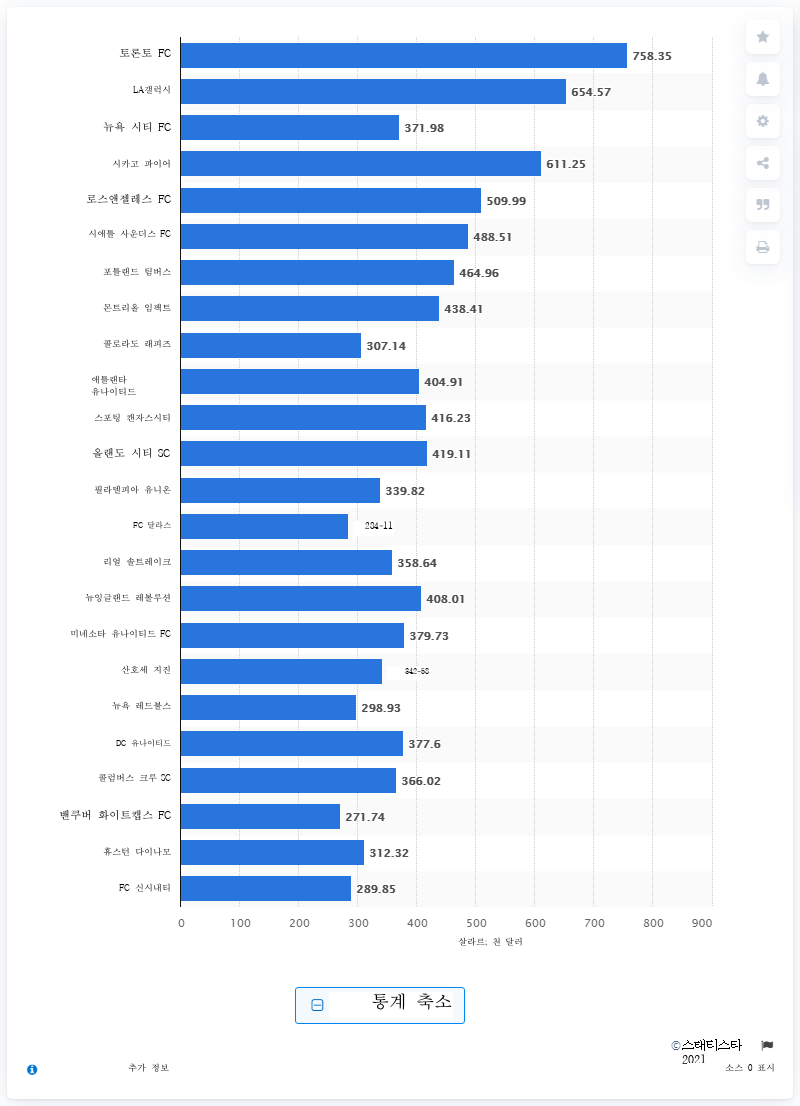 토론토 FC 758.35
LA갤럭시 654.57
뉴욕 시티 FC 371.98
시카고 파이어 611.25
로스앤젤레스 FC 509.99
시애틀 사운더스 FC 488.51
포틀랜드 팀버스 464.96
몬트리올 임팩트 438.41
콜로라도 래피즈 307.14
애틀랜타
유나이티드 404.91
스포팅 캔자스시티 416.23
올랜도 시티 SC 419.11
필라델피아 유니온 339.82
FC 달라스 284-11
리얼 솔트레이크 358.64
뉴잉글랜드 레볼루션 408.01
미네소타 유나이티드 FC 379.73
산호세 지진 342-58
뉴욕 레드불스 298.93
DC 유나이티드 377.6
콜럼버스 크루 SC 366.02
밴쿠버 화이트캡스 FC 271.74
휴스턴 다이나모 312.32
FC 신시내티 289.85
0 100 200 300 400 500 600 700 800 900
살라르; 천 달러
통계 축소
©스태티스타
2021
추가 정보
소스 0 표시